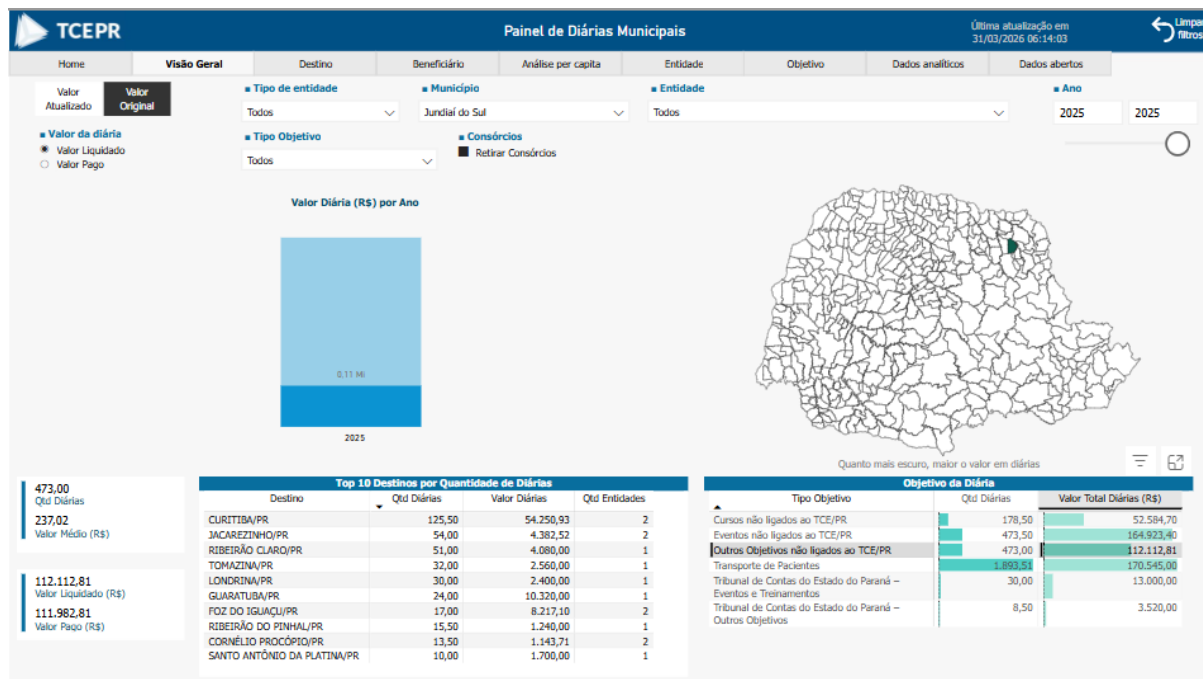 TCEPR
Painel de Diárias Municipais
Última atualização em
31/03/2026 06:14:03
Limpar
filtros
Home Visão Geral Destino Beneficiário Análise per capita Entidade Objetivo Dados analíticos Dados abertos
Valor Atualizado
Valor Original
Tipo de entidade
Todos
Município
Jundiaí do Sul
Entidade
Todos
Ano
2025 2025
Valor da diária
Valor Liquidado
Valor Pago
Tipo Objetivo
Todos
Consórcios
Retirar Consórcios
Valor Diária (R$) por Ano
0,11 Mi
2025
Quanto mais escuro, maior o valor em diárias
473,00
Qtd Diárias
237,02
Valor Médio (R$)
112.112,81
Valor Liquidado (R$)
111.982,81
Valor Pago (R$)
Top 10 Destinos por Quantidade de Diárias
Destino Qtd Diárias Valor Diárias Qtd Entidades
CURITIBA/PR 125,50 54.250,93 2
JACAREZINHO/PR 54,00 4.382,52 2
RIBEIRÃO CLARO/PR 51,00 4.080,00 1
TOMAZINA/PR 32,00 2.560,00 1
LONDRINA/PR 30,00 2.400,00 1
GUARATUBA/PR 24,00 10.320,00 1
FOZ DO IGUAÇU/PR 17,00 8.217,10 2
RIBEIRÃO DO PINHAL/PR 15,50 1.240,00 1
CORNÉLIO PROCÓPIO/PR 13,50 1.143,71 2
SANTO ANTÔNIO DA PLATINA/PR 10,00 1.700,00 1
Objetivo da Diária
Tipo Objetivo Qtd Diárias Valor Total Diárias (R$)
Cursos não ligados ao TCE/PR 178,50 52.584,70
Eventos não ligados ao TCE/PR 473,50 164.923,40
Outros Objetivos não ligados ao TCE/PR 473,00 112.112,81
Transporte de Pacientes 1.893,51 170.545,00
Tribunal de Contas do Estado do Paraná – 30,00 13.000,00
Eventos e Treinamentos
Tribunal de Contas do Estado do Paraná – 8,50 3.520,00
Outros Objetivos